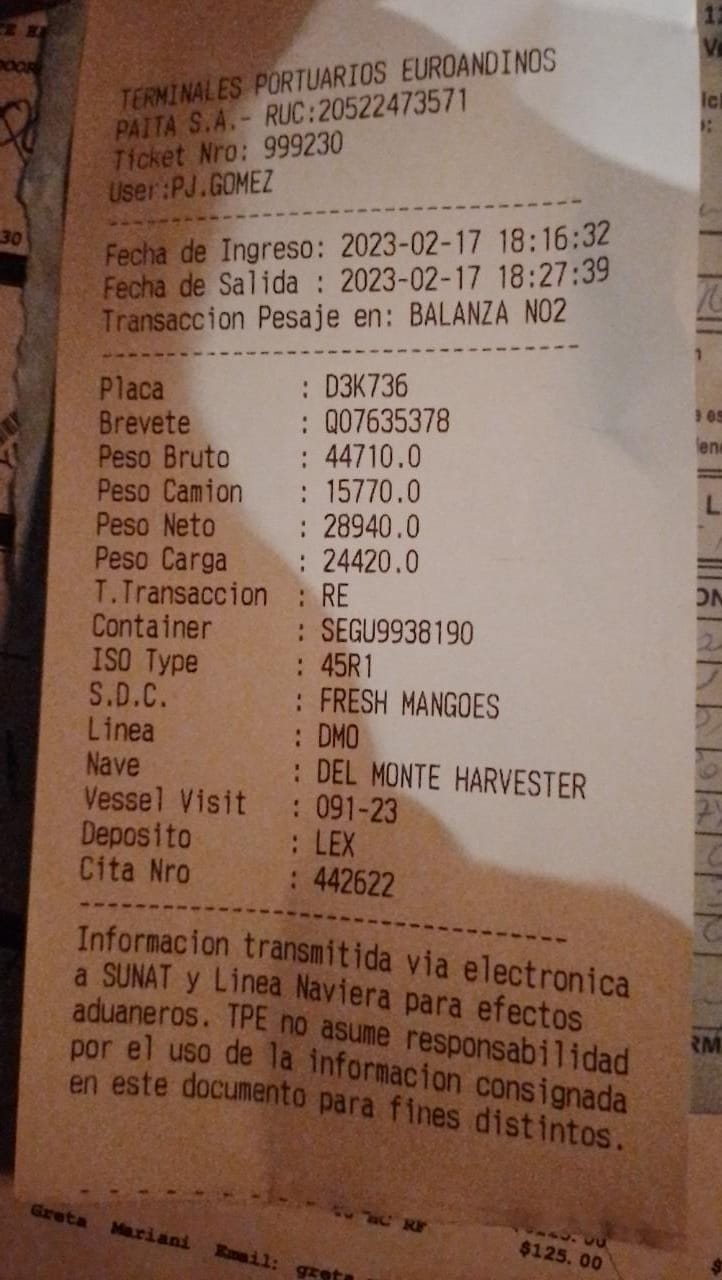 TERMINALES PORTUARIOS EUROANDINOS
PAITA S.A.- RUC:20522473571
Ticket Nro: 999230
User:PJ.GOMEZ
--------------------------------
Fecha de Ingreso: 2023-02-17 18:16:32
Fecha de Salida : 2023-02-17 18:27:39
Transaccion Pesaje en: BALANZA NO2
--------------------------------
Placa : D3K736
Brevete : Q07635378
Peso Bruto : 44710.0
Peso Camion : 15770.0
Peso Neto : 28940.0
Peso Carga : 24420.0
T.Transaccion : RE
Container : SEGU9938190
ISO Type : 45R1
S.D.C. : FRESH MANGOES
Linea : DMO
Nave : DEL MONTE HARVESTER
Vessel Visit : 091-23
Deposito : LEX
Cita Nro : 442622
--------------------------------
Informacion transmitida via electronica
a SUNAT y Linea Naviera para efectos
aduaneros. TPE no asume responsabilidad
por el uso de la informacion consignada
en este documento para fines distintos.
$125.00
Greta Mariani Email: